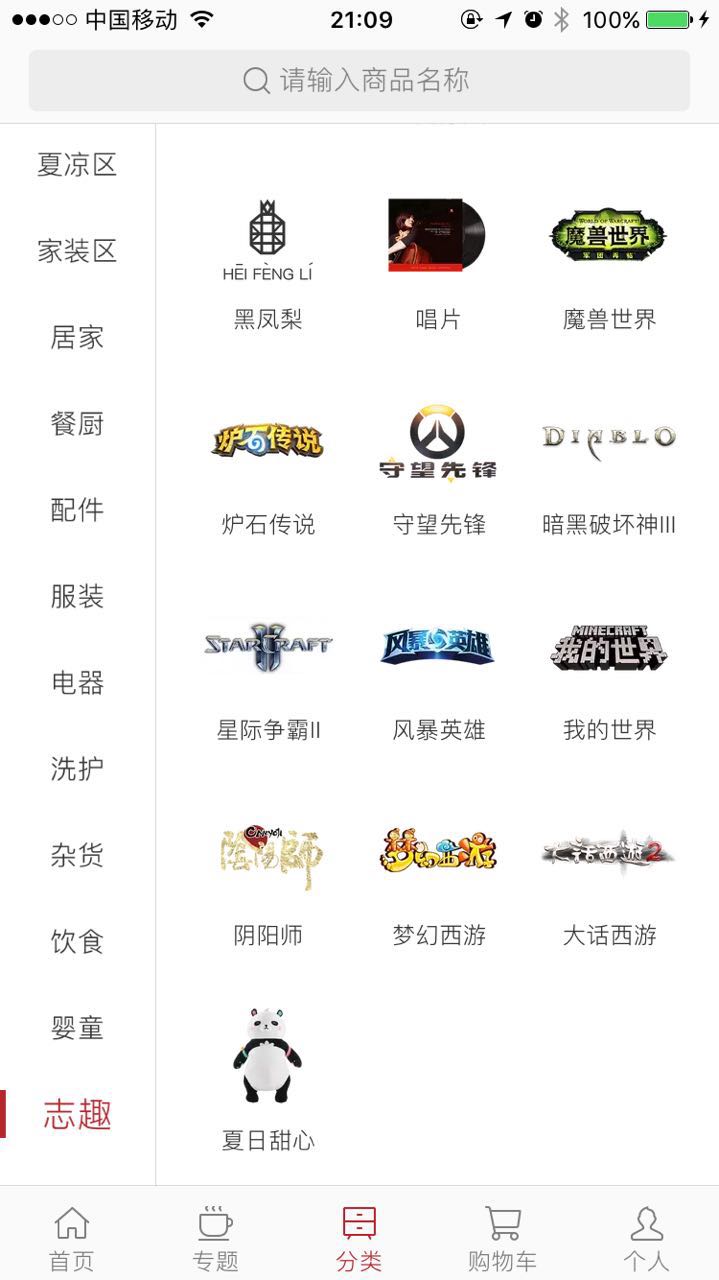 中国移动 21:09 100%
请输入商品名称
夏凉区
家装区
居家
餐厨
配件
服装
电器
洗护
杂货
饮食
婴童
志趣
HĒI FÈNG LÍ
黑凤梨
唱片
WORLD OF WARCRAFT
魔兽世界
军团再临
魔兽世界
炉石传说
炉石传说
守望先锋
守望先锋
DIABLO
暗黑破坏神III
STARCRAFT II
星际争霸II
风暴英雄
风暴英雄
MINECRAFT
我的世界
我的世界
Onmyoji
陰陽師
阴阳师
梦幻西游
梦幻西游
大话西游2
大话西游
夏日甜心
首页
专题
分类
购物车
个人